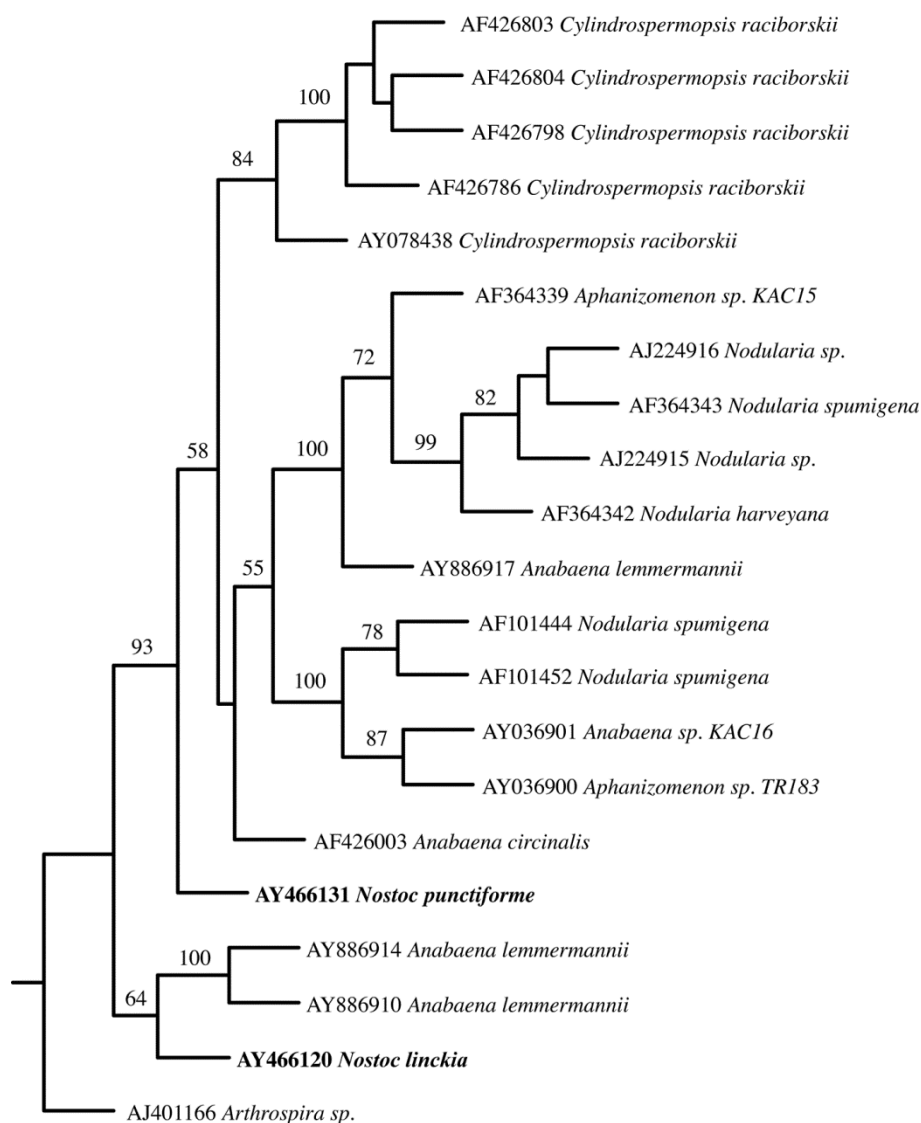 AF426803 Cylindrospermopsis raciborskii
AF426804 Cylindrospermopsis raciborskii
100
AF426798 Cylindrospermopsis raciborskii
84
AF426786 Cylindrospermopsis raciborskii
AY078438 Cylindrospermopsis raciborskii
AF364339 Aphanizomenon sp. KAC15
72
AJ224916 Nodularia sp.
82
AF364343 Nodularia spumigena
58
100
99
AJ224915 Nodularia sp.
AF364342 Nodularia harveyana
55
AY886917 Anabaena lemmermannii
78
AF101444 Nodularia spumigena
93
100
AF101452 Nodularia spumigena
87
AY036901 Anabaena sp. KAC16
AY036900 Aphanizomenon sp. TR183
AF426003 Anabaena circinalis
AY466131 Nostoc punctiforme
100
AY886914 Anabaena lemmermannii
64
AY886910 Anabaena lemmermannii
AY466120 Nostoc linckia
AJ401166 Arthrospira sp.